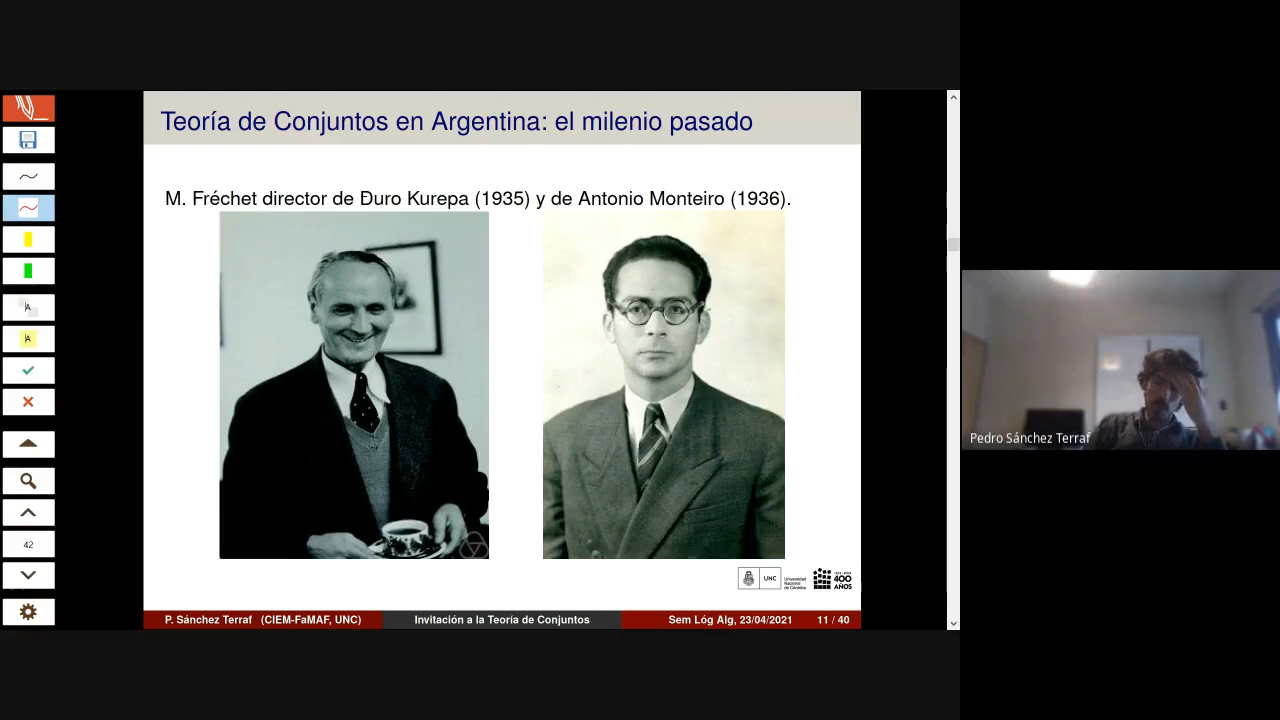 Teoría de Conjuntos en Argentina: el milenio pasado
M. Fréchet director de Đuro Kurepa (1935) y de Antonio Monteiro (1936).
Pedro Sánchez Terraf
42
UNC
Universidad
Nacional
de Córdoba
400
AÑOS
P. Sánchez Terraf (CIEM-FaMAF, UNC)
Invitación a la Teoría de Conjuntos
Sem Lóg Alg, 23/04/2021
11 / 40